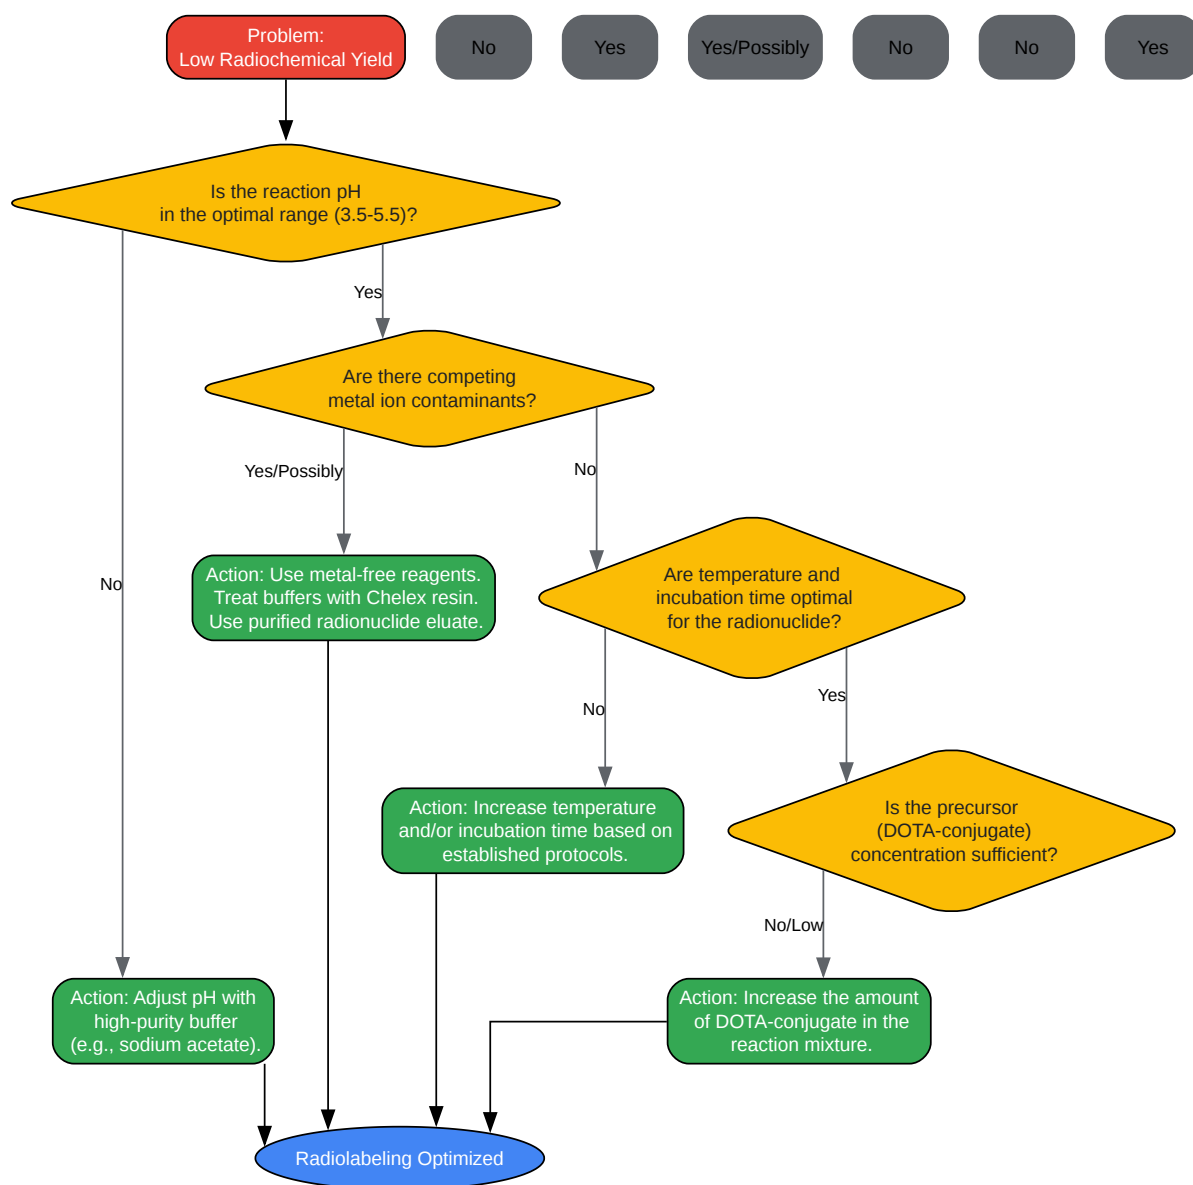 Problem:
Low Radiochemical Yield
No
Yes
Yes/Possibly
No
No
Yes
Is the reaction pH
in the optimal range (3.5-5.5)?
Yes
Are there competing
metal ion contaminants?
Yes/Possibly
No
No
Action: Use metal-free reagents.
Treat buffers with Chelex resin.
Use purified radionuclide eluate.
Are temperature and
incubation time optimal
for the radionuclide?
No
Yes
Action: Increase temperature
and/or incubation time based on
established protocols.
Is the precursor
(DOTA-conjugate)
concentration sufficient?
No/Low
Action: Adjust pH with
high-purity buffer
(e.g., sodium acetate).
Action: Increase the amount
of DOTA-conjugate in the
reaction mixture.
Radiolabeling Optimized